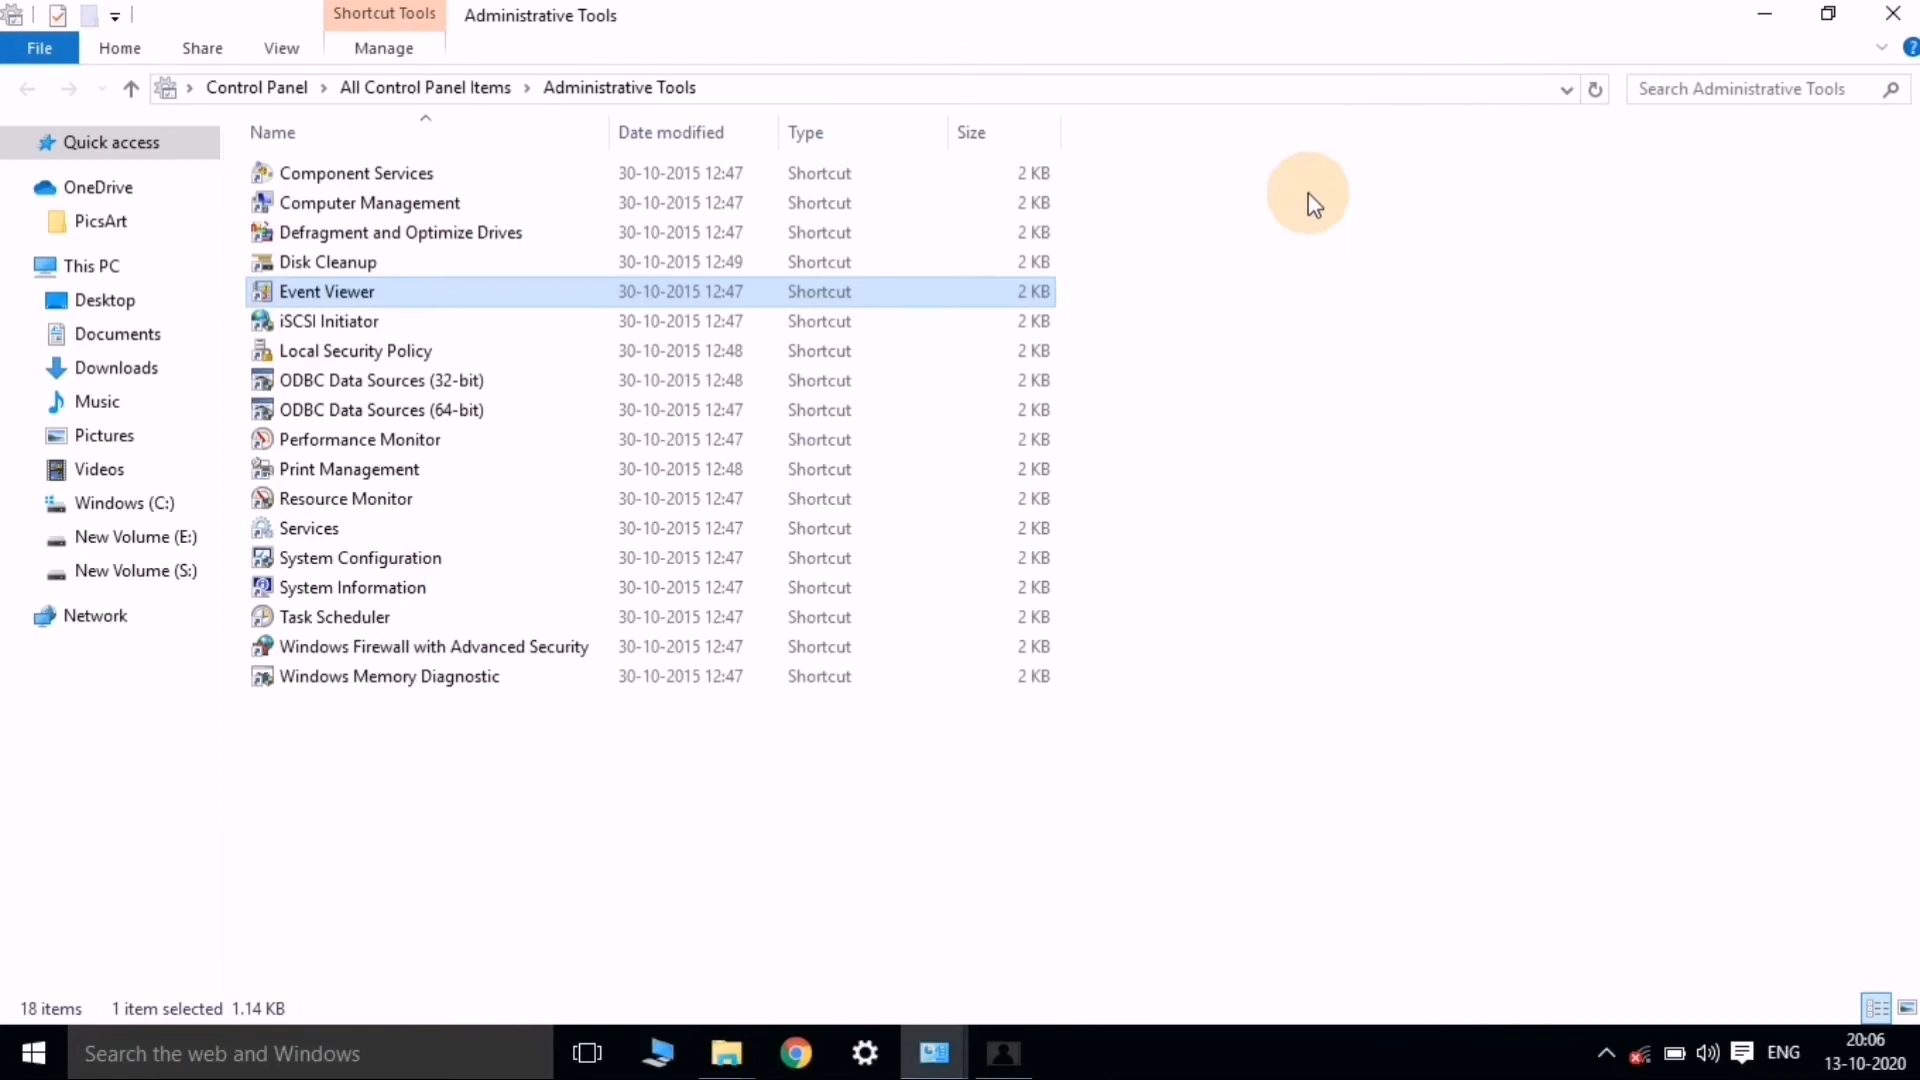 Shortcut Tools Administrative Tools
File Home Share View Manage
Control Panel All Control Panel Items Administrative Tools Search Administrative Tools
Name Date modified Type Size
Quick access
OneDrive
PicsArt
This PC
Desktop
Documents
Downloads
Music
Pictures
Videos
Windows (C:)
New Volume (E:)
New Volume (S:)
Network
Component Services 30-10-2015 12:47 Shortcut 2 KB
Computer Management 30-10-2015 12:47 Shortcut 2 KB
Defragment and Optimize Drives 30-10-2015 12:47 Shortcut 2 KB
Disk Cleanup 30-10-2015 12:49 Shortcut 2 KB
Event Viewer 30-10-2015 12:47 Shortcut 2 KB
iSCSI Initiator 30-10-2015 12:47 Shortcut 2 KB
Local Security Policy 30-10-2015 12:48 Shortcut 2 KB
ODBC Data Sources (32-bit) 30-10-2015 12:48 Shortcut 2 KB
ODBC Data Sources (64-bit) 30-10-2015 12:47 Shortcut 2 KB
Performance Monitor 30-10-2015 12:47 Shortcut 2 KB
Print Management 30-10-2015 12:48 Shortcut 2 KB
Resource Monitor 30-10-2015 12:47 Shortcut 2 KB
Services 30-10-2015 12:47 Shortcut 2 KB
System Configuration 30-10-2015 12:47 Shortcut 2 KB
System Information 30-10-2015 12:47 Shortcut 2 KB
Task Scheduler 30-10-2015 12:47 Shortcut 2 KB
Windows Firewall with Advanced Security 30-10-2015 12:47 Shortcut 2 KB
Windows Memory Diagnostic 30-10-2015 12:47 Shortcut 2 KB
18 items 1 item selected 1.14 KB
Search the web and Windows
ENG
20:06
13-10-2020